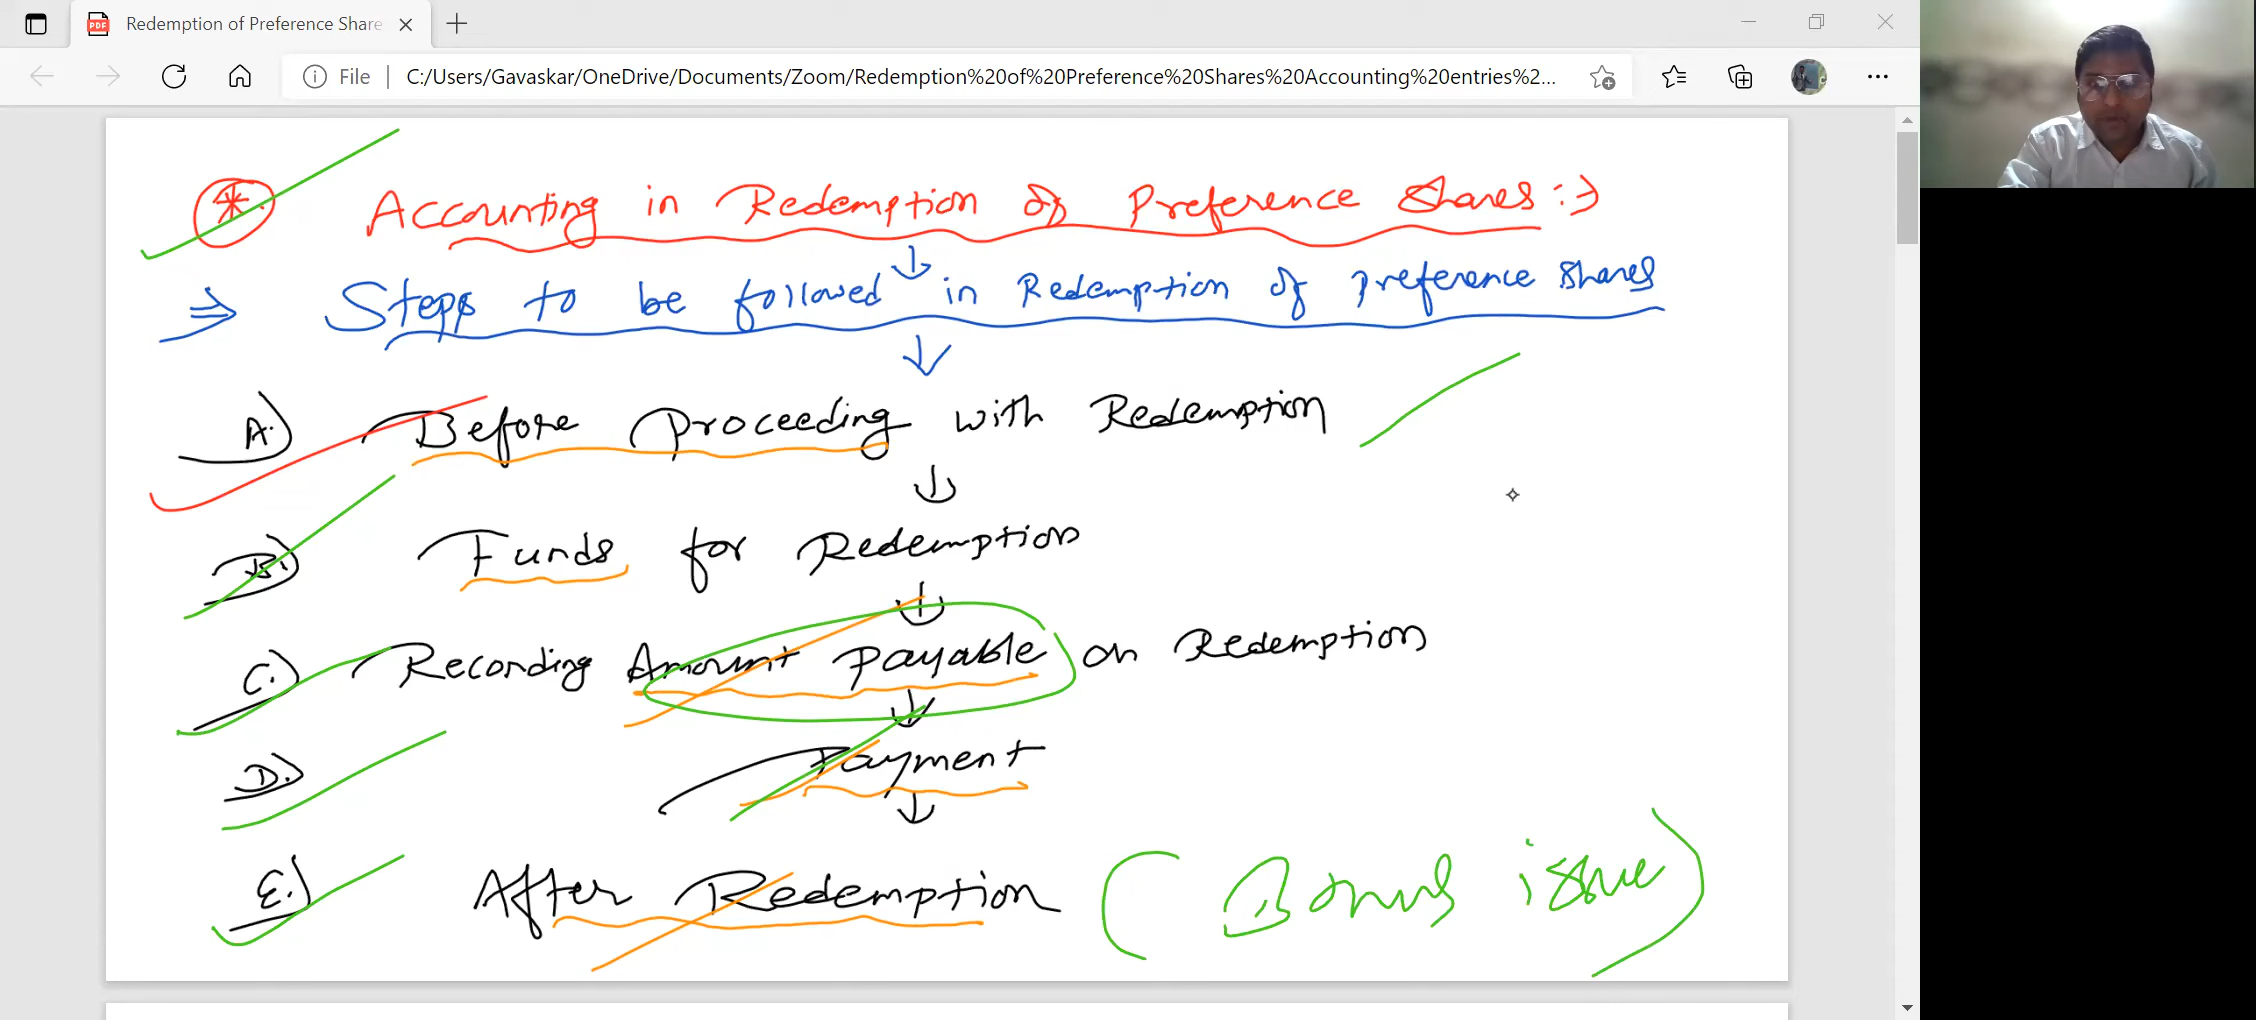 Redemption of Preference Share
File C:/Users/Gavaskar/OneDrive/Documents/Zoom/Redemption%20of%20Preference%20Shares%20Accounting%20entries%2...
Accounting in Redemption of Preference Shares :→
⇒ Steps to be followed in Redemption of Preference Shares
A.) Before Proceeding with Redemption
B.) Funds for Redemption
C.) Recording Amount Payable on Redemption
D.) Payment
E.) After Redemption ( Bonus issue )